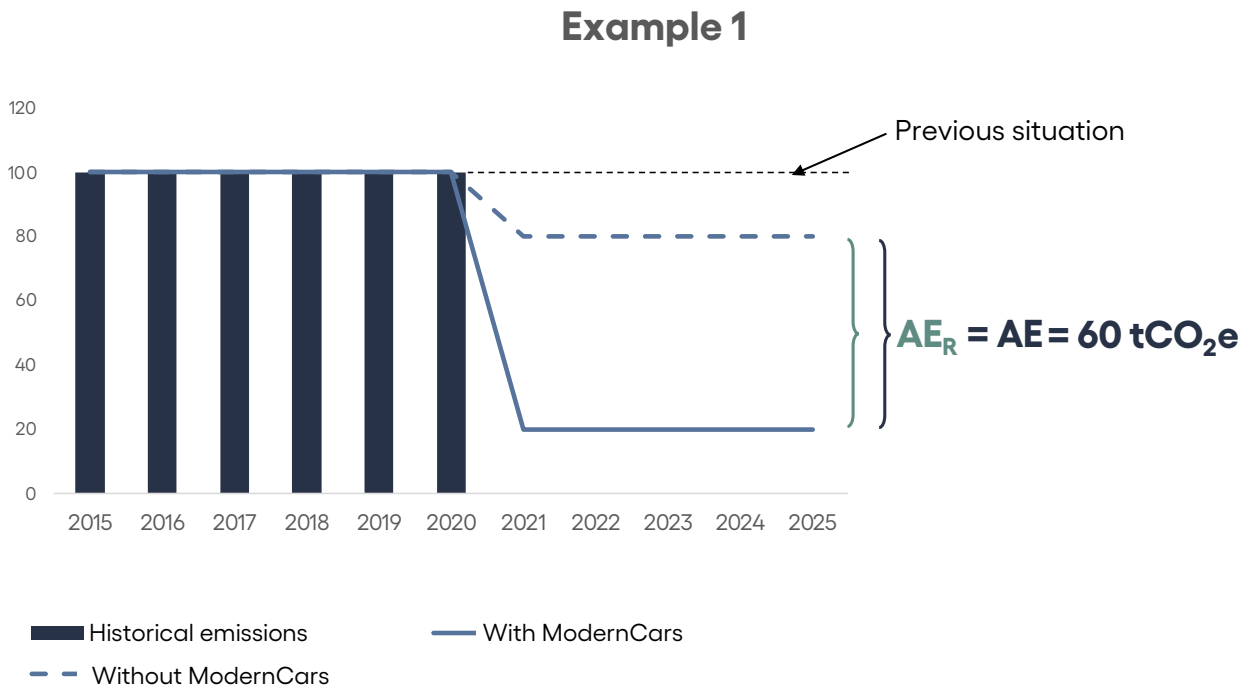 Example 1
120
Previous situation
100
80
60
AE_R = AE = 60 tCO₂e
40
20
0
2015 2016 2017 2018 2019 2020 2021 2022 2023 2024 2025
Historical emissions
With ModernCars
Without ModernCars